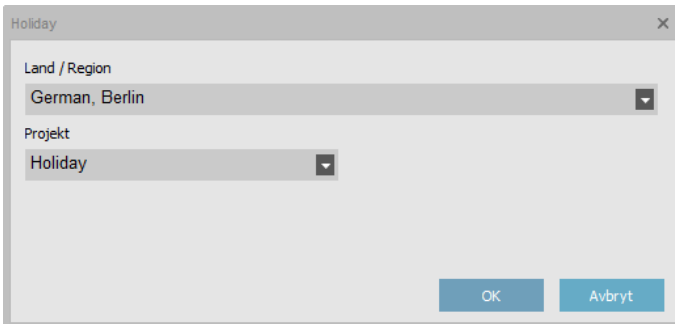 Holiday
Land / Region
German, Berlin
Projekt
Holiday
OK
Avbryt